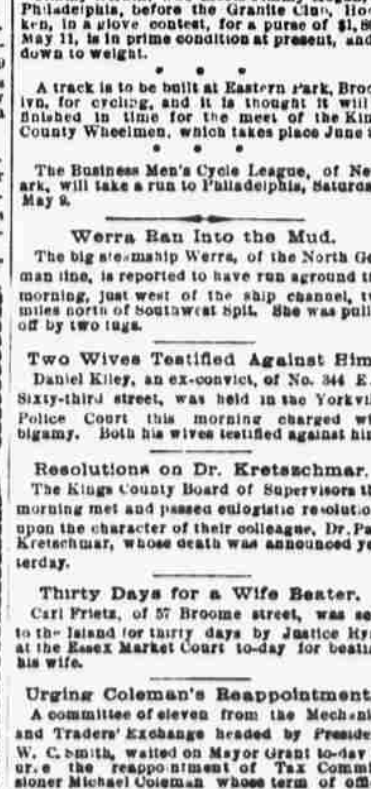 Philadelphia, before the Granite Club, Hobo
ken, in a glove contest, for a purse of $1,80
May 11, is in prime condition at present, and
down to weight.
* * *
A track is to be built at Eastern Park, Broo
lyn, for cycling, and it is thought it will
finished in time for the meet of the Kin
County Wheelmen, which takes place June
* * *
The Business Men's Cycle League, of Ne
ark, will take a run to Philadelphia, Saturda
May 9.
Werra Ran Into the Mud.
The big steamship Werra, of the North Ge
man line, is reported to have run aground t
morning, just west of the ship channel, t
miles north of Southwest Spit. She was pull
off by two tugs.
Two Wives Testified Against Him
Daniel Kiley, an ex-convict, of No. 344 E
Sixty-third street, was held in the Yorkvi
Police Court this morning charged wi
bigamy. Both his wives testified against him
Resolutions on Dr. Kretzschmar.
The Kings County Board of Supervisors th
morning met and passed eulogistic resolutio
upon the character of their colleague, Dr. Pa
Kretschmar, whose death was announced ye
terday.
Thirty Days for a Wife Beater.
Carl Frietz, of 57 Broome street, was se
to the Island for thirty days by Justice Ry
at the Essex Market Court to-day for beati
his wife.
Urging Coleman's Reappointment
A committee of eleven from the Mechani
and Traders' Exchange headed by Preside
W. C. Smith, waited on Mayor Grant to-day
urge the reappointment of Tax Commi
sioner Michael Coleman whose term of offi